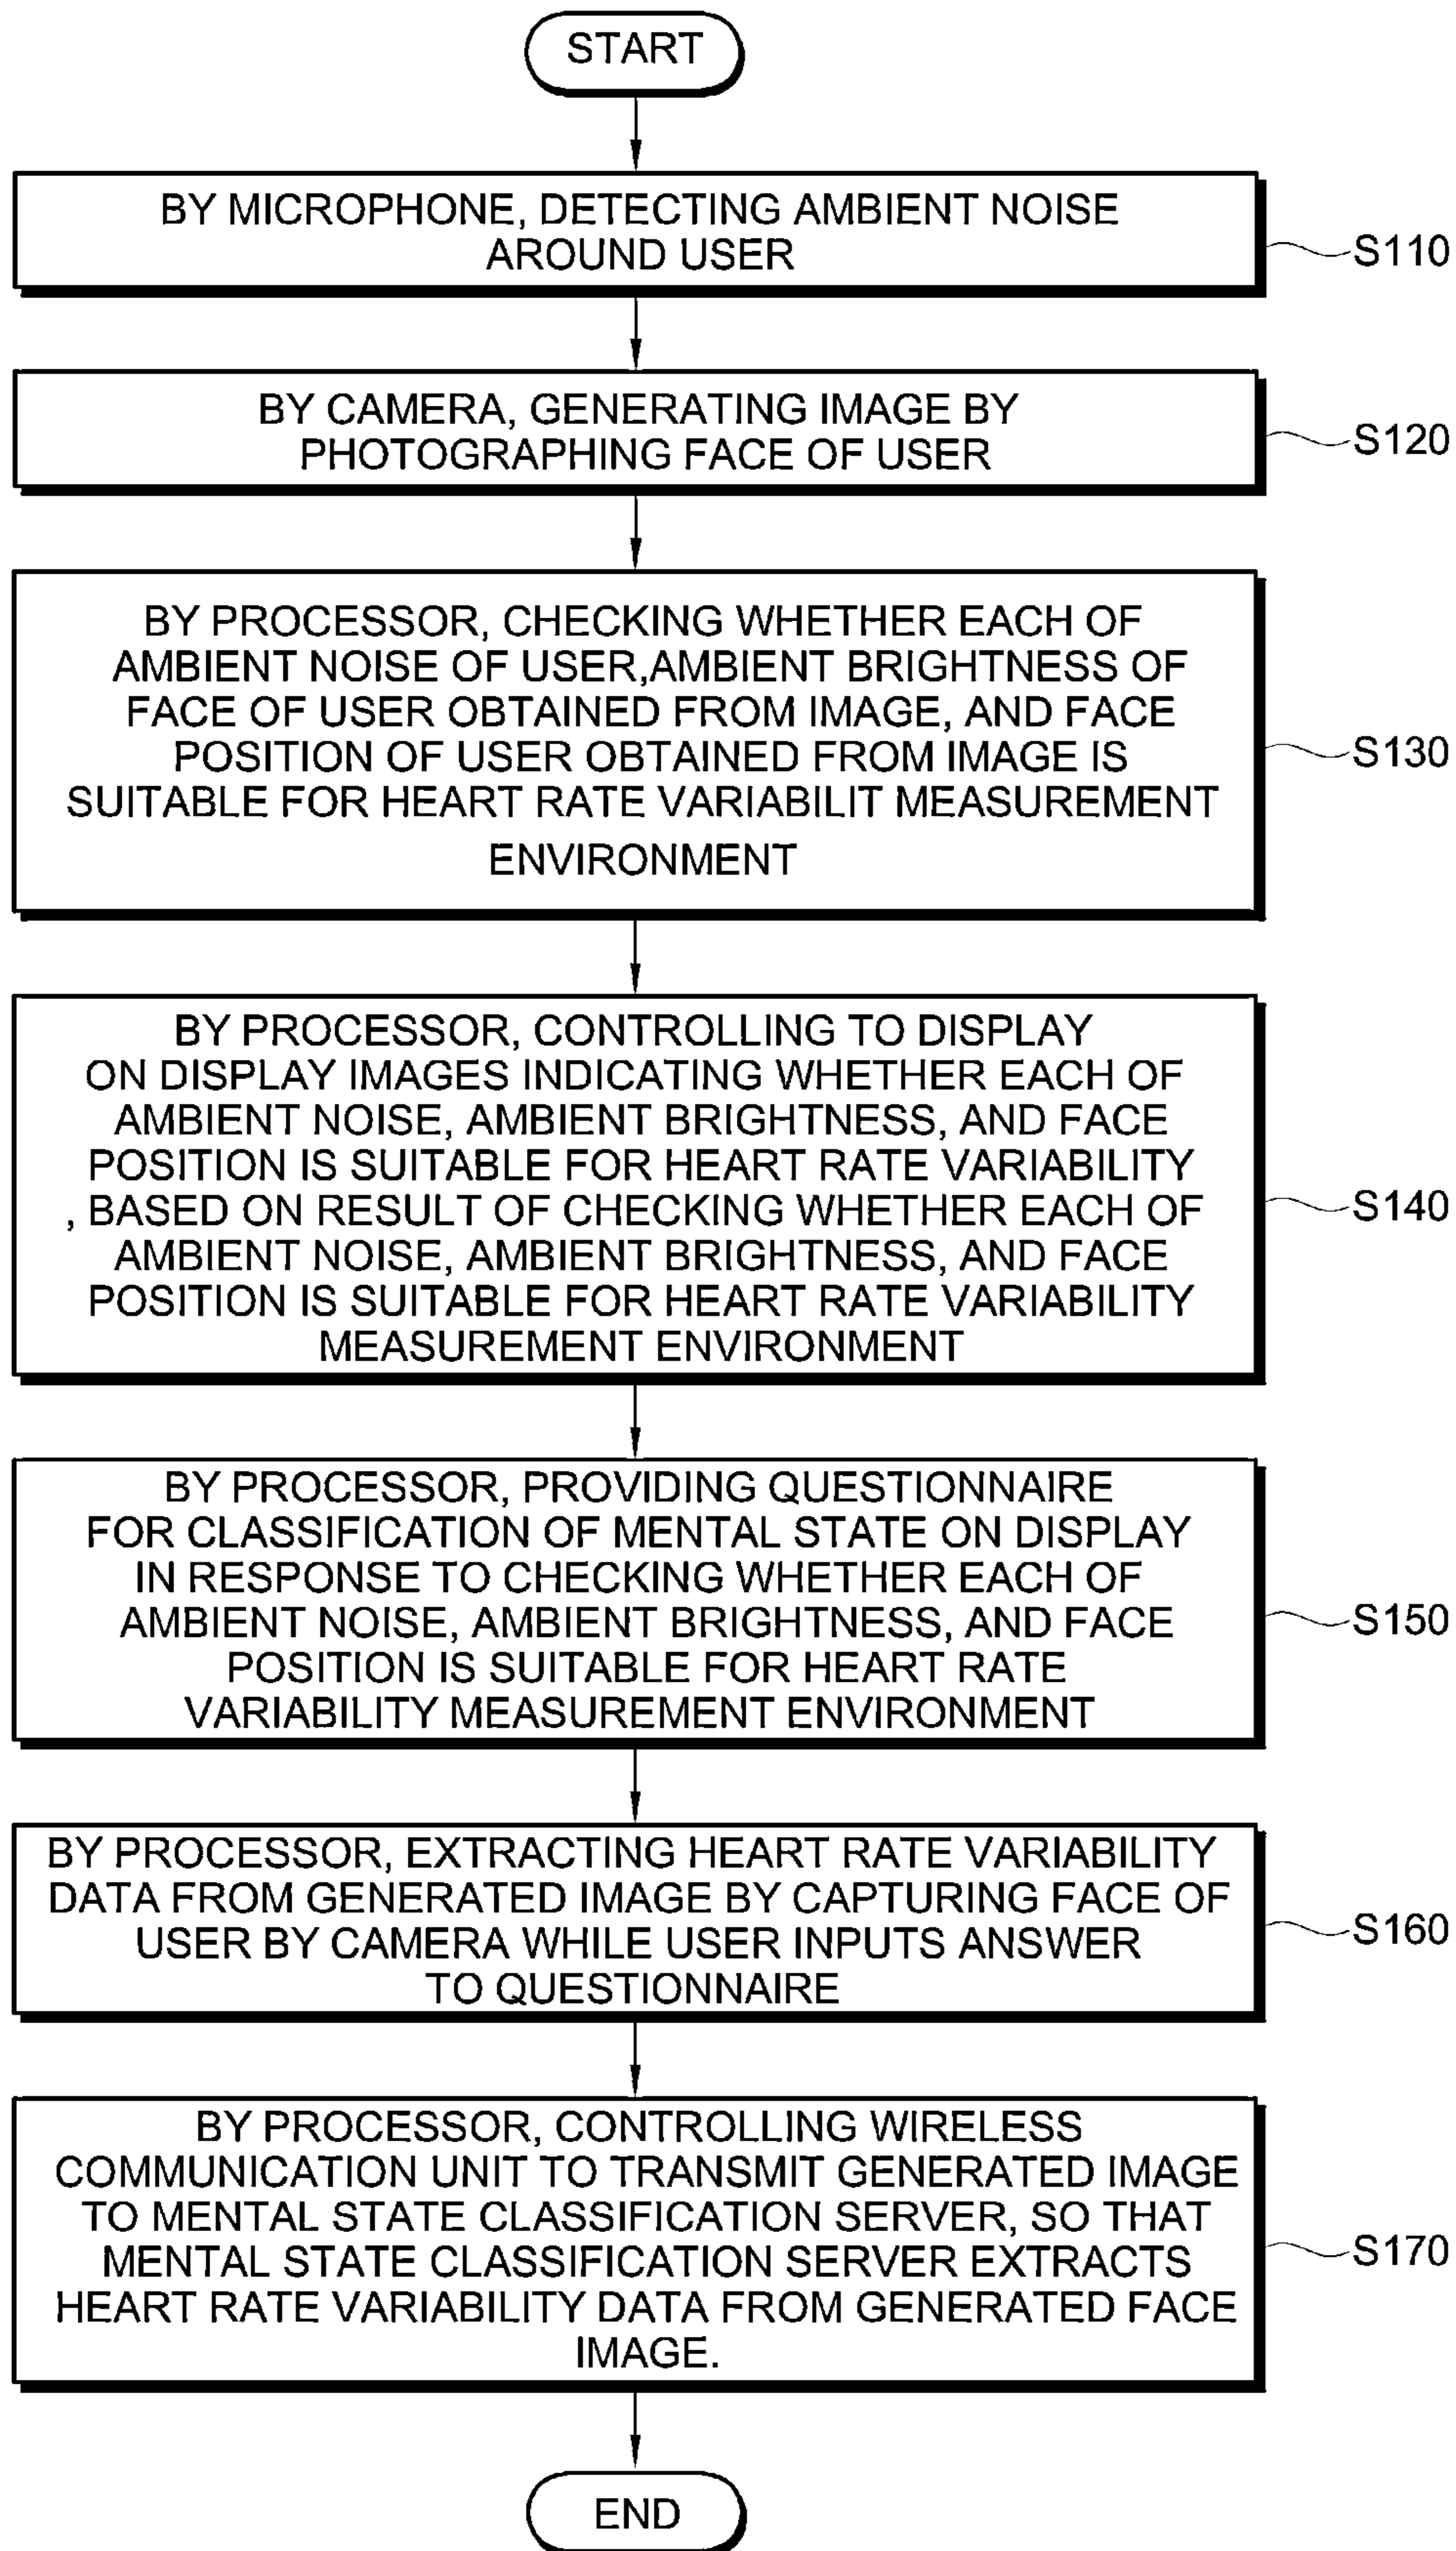 START
BY MICROPHONE, DETECTING AMBIENT NOISE
AROUND USER
S110
BY CAMERA, GENERATING IMAGE BY
PHOTOGRAPHING FACE OF USER
S120
BY PROCESSOR, CHECKING WHETHER EACH OF
AMBIENT NOISE OF USER,AMBIENT BRIGHTNESS OF
FACE OF USER OBTAINED FROM IMAGE, AND FACE
POSITION OF USER OBTAINED FROM IMAGE IS
SUITABLE FOR HEART RATE VARIABILIT MEASUREMENT
ENVIRONMENT
S130
BY PROCESSOR, CONTROLLING TO DISPLAY
ON DISPLAY IMAGES INDICATING WHETHER EACH OF
AMBIENT NOISE, AMBIENT BRIGHTNESS, AND FACE
POSITION IS SUITABLE FOR HEART RATE VARIABILITY
, BASED ON RESULT OF CHECKING WHETHER EACH OF
AMBIENT NOISE, AMBIENT BRIGHTNESS, AND FACE
POSITION IS SUITABLE FOR HEART RATE VARIABILITY
MEASUREMENT ENVIRONMENT
S140
BY PROCESSOR, PROVIDING QUESTIONNAIRE
FOR CLASSIFICATION OF MENTAL STATE ON DISPLAY
IN RESPONSE TO CHECKING WHETHER EACH OF
AMBIENT NOISE, AMBIENT BRIGHTNESS, AND FACE
POSITION IS SUITABLE FOR HEART RATE
VARIABILITY MEASUREMENT ENVIRONMENT
S150
BY PROCESSOR, EXTRACTING HEART RATE VARIABILITY
DATA FROM GENERATED IMAGE BY CAPTURING FACE OF
USER BY CAMERA WHILE USER INPUTS ANSWER
TO QUESTIONNAIRE
S160
BY PROCESSOR, CONTROLLING WIRELESS
COMMUNICATION UNIT TO TRANSMIT GENERATED IMAGE
TO MENTAL STATE CLASSIFICATION SERVER, SO THAT
MENTAL STATE CLASSIFICATION SERVER EXTRACTS
HEART RATE VARIABILITY DATA FROM GENERATED FACE
IMAGE.
S170
END